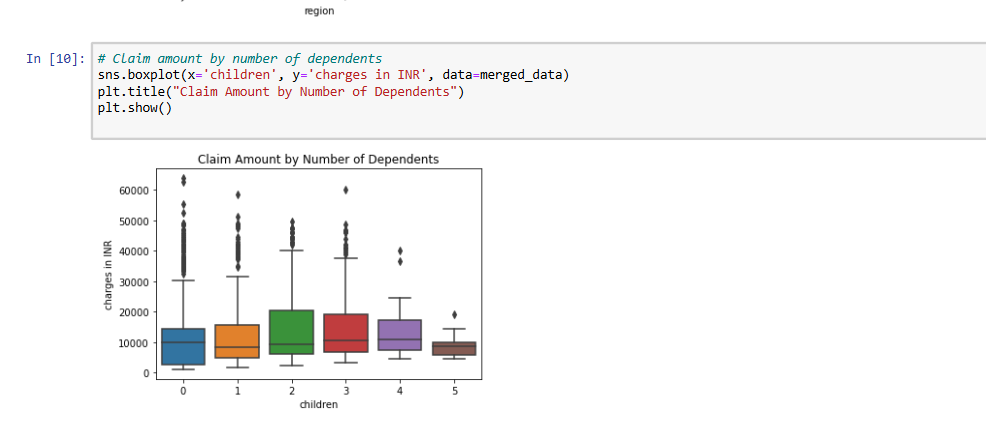 region
In [10]: # Claim amount by number of dependents
sns.boxplot(x='children', y='charges in INR', data=merged_data)
plt.title("Claim Amount by Number of Dependents")
plt.show()
Claim Amount by Number of Dependents
60000
50000
40000
30000
20000
10000
0
charges in INR
0 1 2 3 4 5
children